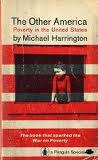 The Other America
Poverty in the United States
by Michael Harrington
The book that sparked the
War on Poverty
a Penguin Special